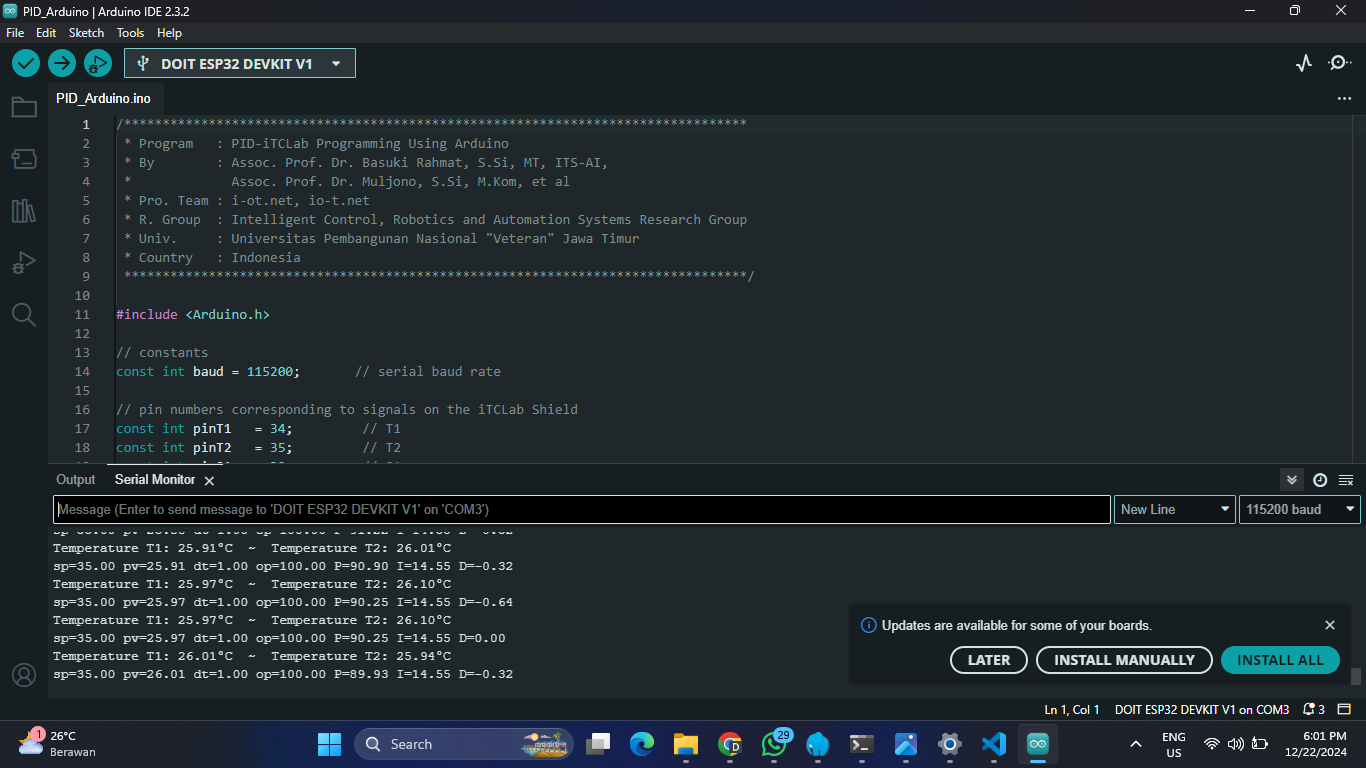 PID_Arduino | Arduino IDE 2.3.2
File Edit Sketch Tools Help
DOIT ESP32 DEVKIT V1
PID_Arduino.ino
1 /*********************************************************************************
2 * Program : PID-iTCLab Programming Using Arduino
3 * By : Assoc. Prof. Dr. Basuki Rahmat, S.Si, MT, ITS-AI,
4 * Assoc. Prof. Dr. Muljono, S.Si, M.Kom, et al
5 * Pro. Team : i-ot.net, io-t.net
6 * R. Group : Intelligent Control, Robotics and Automation Systems Research Group
7 * Univ. : Universitas Pembangunan Nasional "Veteran" Jawa Timur
8 * Country : Indonesia
9 *********************************************************************************/
10
11 #include <Arduino.h>
12
13 // constants
14 const int baud = 115200; // serial baud rate
15
16 // pin numbers corresponding to signals on the iTCLab Shield
17 const int pinT1 = 34; // T1
18 const int pinT2 = 35; // T2
Output Serial Monitor
Message (Enter to send message to 'DOIT ESP32 DEVKIT V1' on 'COM3') New Line 115200 baud
Temperature T1: 25.91°C ~ Temperature T2: 26.01°C
sp=35.00 pv=25.91 dt=1.00 op=100.00 P=90.90 I=14.55 D=-0.32
Temperature T1: 25.97°C ~ Temperature T2: 26.10°C
sp=35.00 pv=25.97 dt=1.00 op=100.00 P=90.25 I=14.55 D=-0.64
Temperature T1: 25.97°C ~ Temperature T2: 26.10°C
sp=35.00 pv=25.97 dt=1.00 op=100.00 P=90.25 I=14.55 D=0.00
Temperature T1: 26.01°C ~ Temperature T2: 25.94°C
sp=35.00 pv=26.01 dt=1.00 op=100.00 P=89.93 I=14.55 D=-0.32
Updates are available for some of your boards.
LATER INSTALL MANUALLY INSTALL ALL
Ln 1, Col 1 DOIT ESP32 DEVKIT V1 on COM3 3
1
26°C
Berawan
Search
29
ENG
US
6:01 PM
12/22/2024